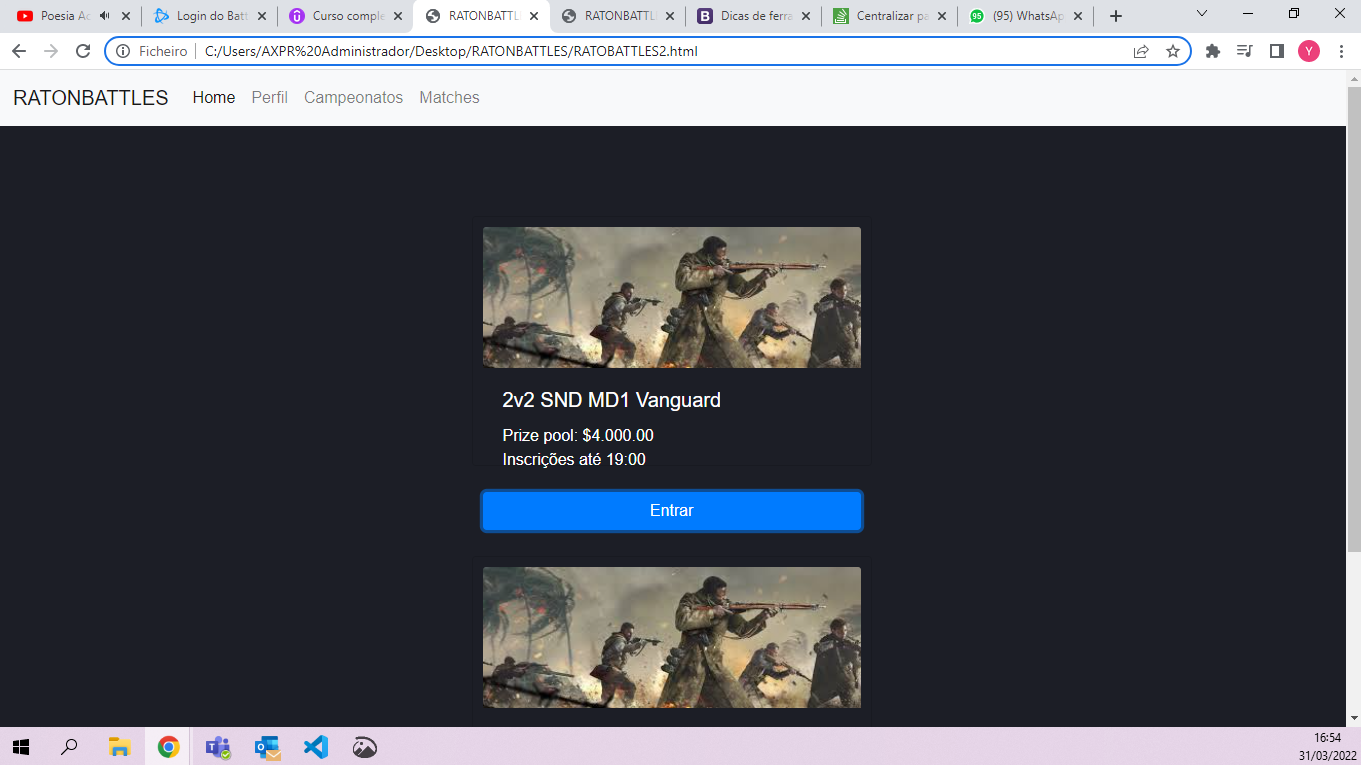 Poesia Ac
Login do Batt
Curso comple
RATONBATTL
RATONBATTL
Dicas de ferra
Centralizar pa
(95) WhatsAp
Ficheiro C:/Users/AXPR%20Administrador/Desktop/RATONBATTLES/RATOBATTLES2.html
Y
RATONBATTLES Home Perfil Campeonatos Matches
2v2 SND MD1 Vanguard
Prize pool: $4.000.00
Inscrições até 19:00
Entrar
16:54
31/03/2022